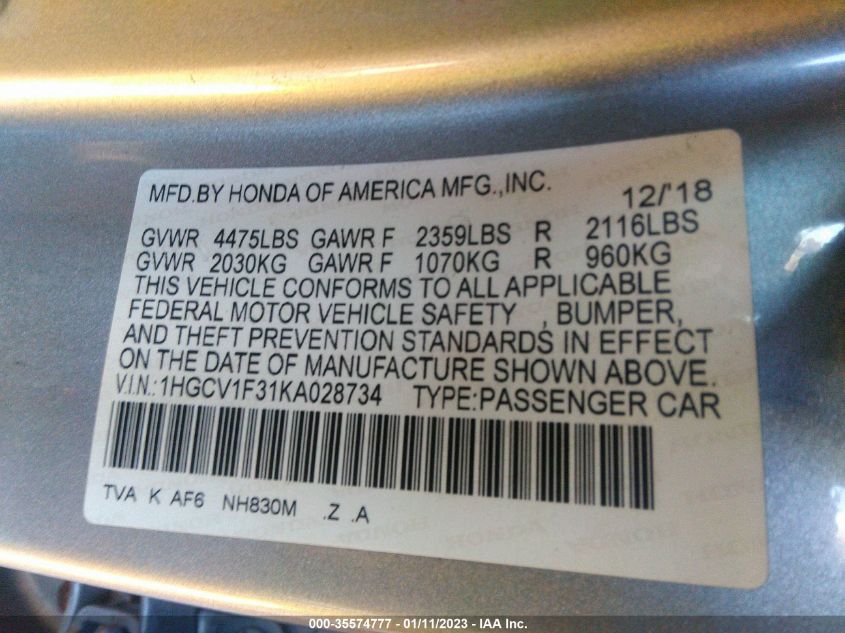 MFD.BY HONDA OF AMERICA MFG.,INC. 12/'18
GVWR 4475LBS GAWR F 2359LBS R 2116LBS
GVWR 2030KG GAWR F 1070KG R 960KG
THIS VEHICLE CONFORMS TO ALL APPLICABLE
FEDERAL MOTOR VEHICLE SAFETY , BUMPER,
AND THEFT PREVENTION STANDARDS IN EFFECT
ON THE DATE OF MANUFACTURE SHOWN ABOVE.
V.I.N.:1HGCV1F31KA028734 TYPE:PASSENGER CAR
TVA K AF6 NH830M .Z .A
000-35574777 - 01/11/2023 - IAA Inc.